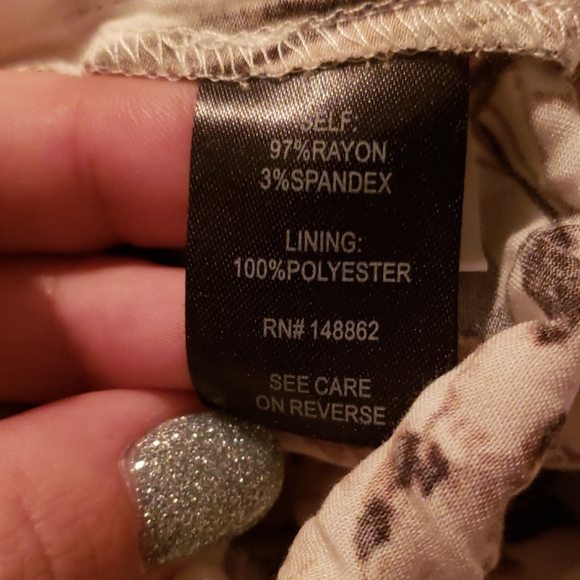 SELF:
97%RAYON
3%SPANDEX
LINING:
100%POLYESTER
RN# 148862
SEE CARE
ON REVERSE